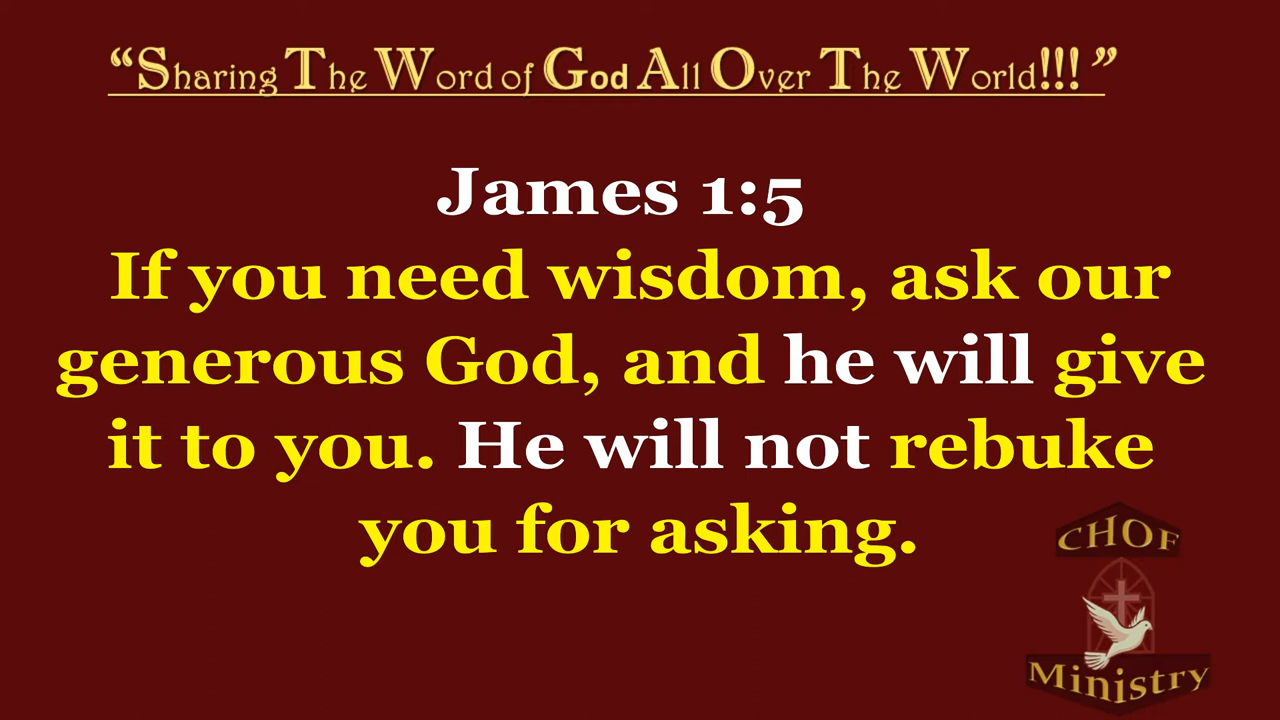 “Sharing The Word of God All Over The World!!! ”
James 1:5
If you need wisdom, ask our
generous God, and he will give
it to you. He will not rebuke
you for asking.
CHOF
Ministry